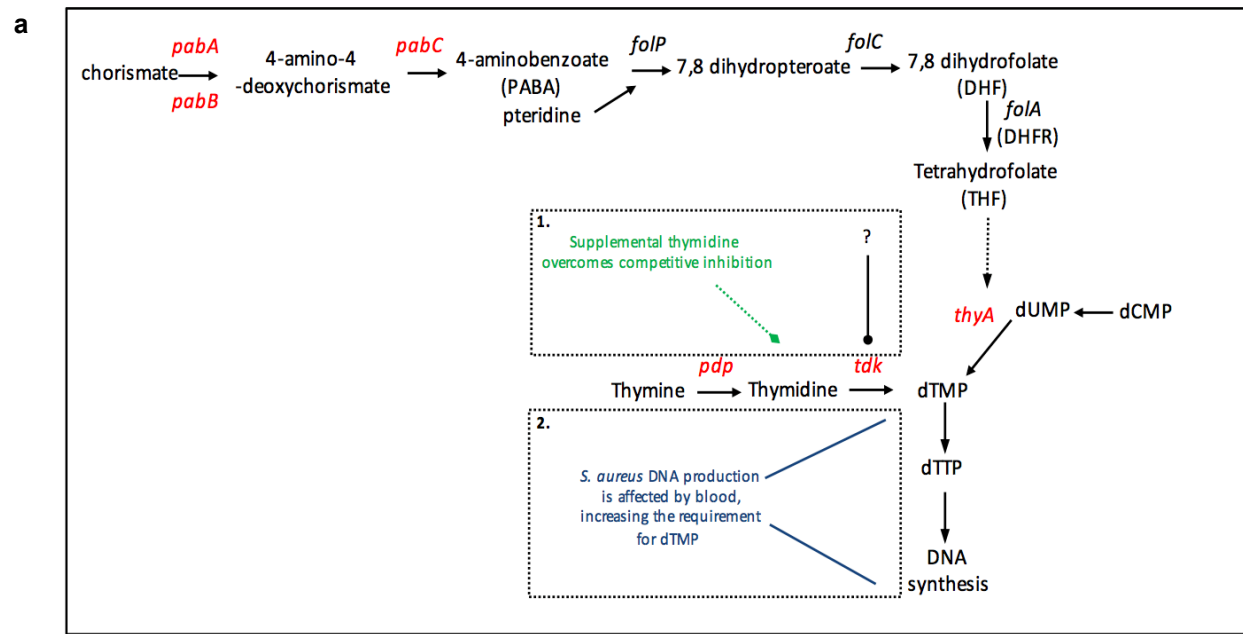 a
pabA
chorismate
pabB
4-amino-4
-deoxychorismate
pabC
4-aminobenzoate
(PABA)
pteridine
folP
7,8 dihydropteroate
folC
7,8 dihydrofolate
(DHF)
folA
(DHFR)
Tetrahydrofolate
(THF)
1.
Supplemental thymidine
overcomes competitive inhibition
?
thyA
dUMP
dCMP
pdp
tdk
Thymine
Thymidine
dTMP
2.
S. aureus DNA production
is affected by blood,
increasing the requirement
for dTMP
dTTP
DNA
synthesis